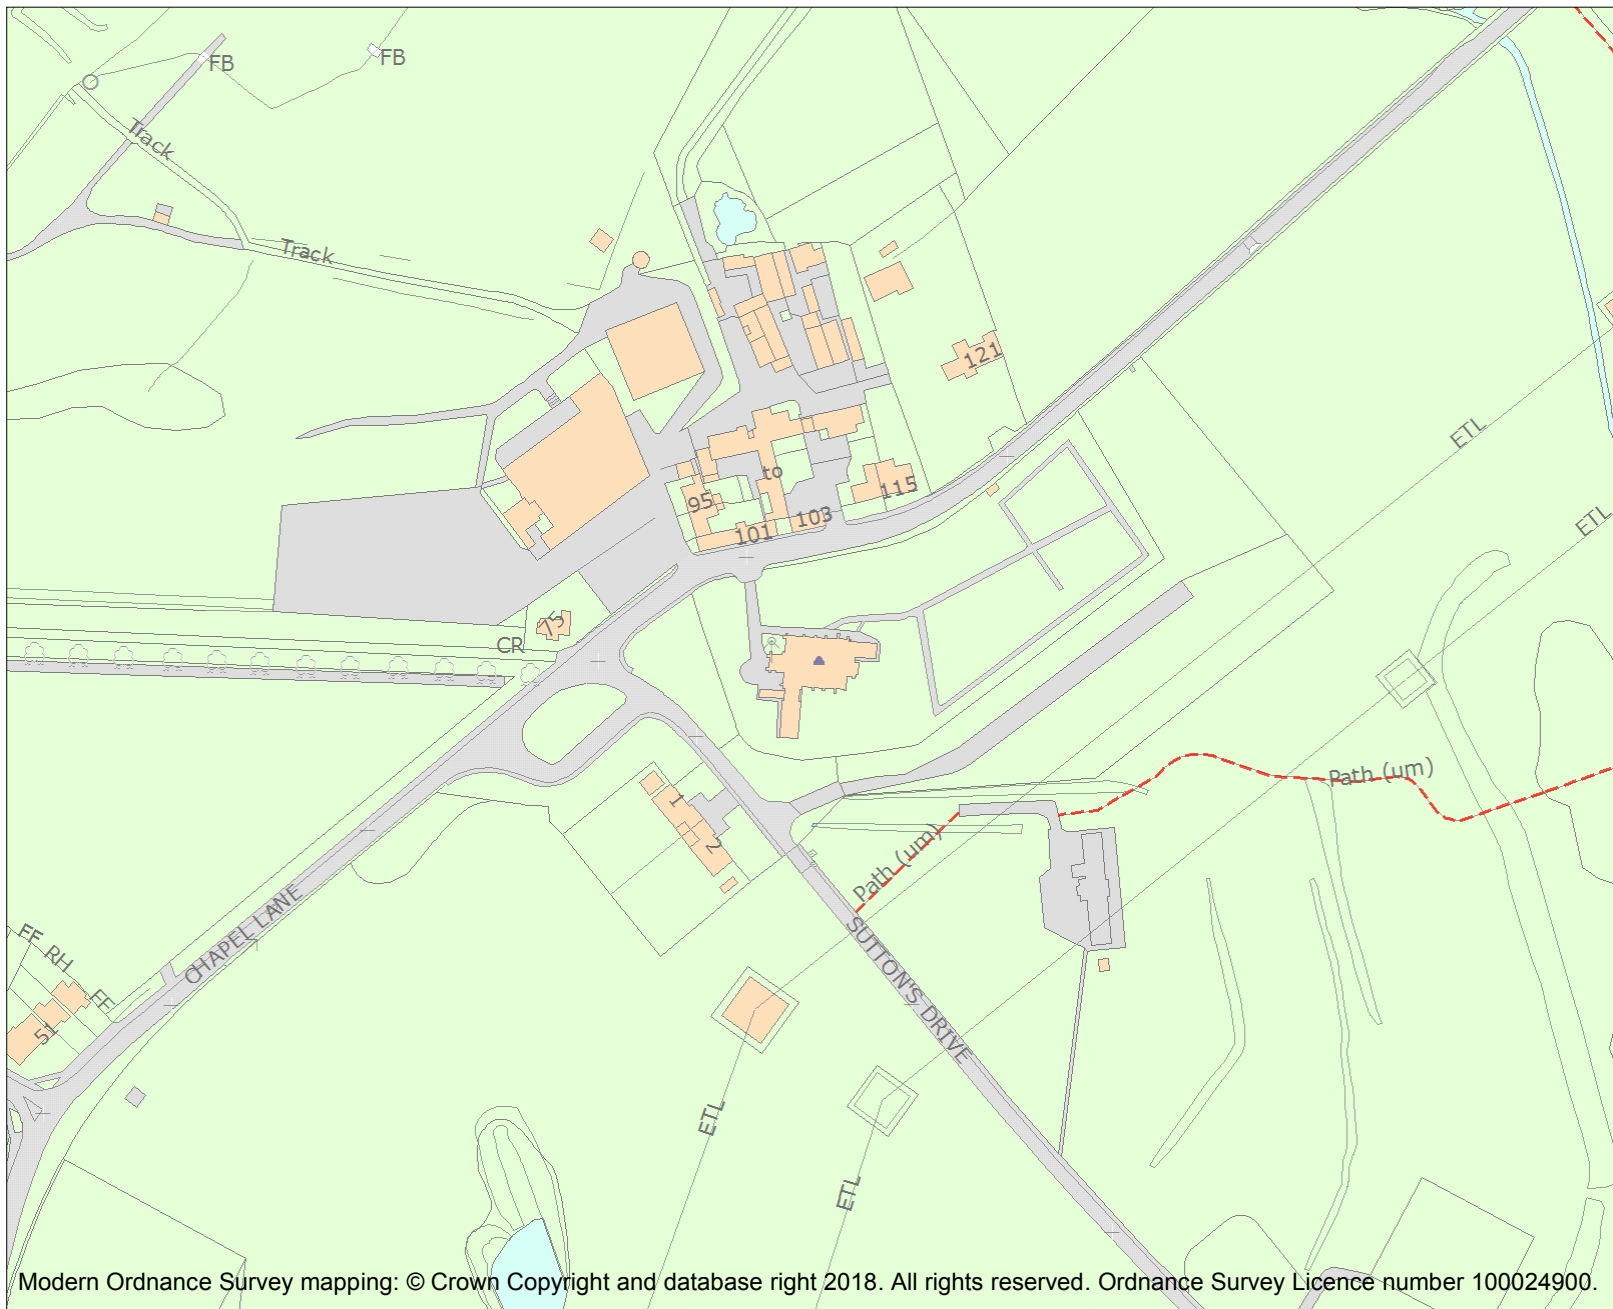 FB
FB
Track
Track
121
ETL
to
115
95
103
101
ETL
75
CR
Path (um)
1
2
Path (um)
CHAPEL LANE
SUTTON'S DRIVE
FF RH
FF
51
ETL
ETL
Modern Ordnance Survey mapping: © Crown Copyright and database right 2018. All rights reserved. Ordnance Survey Licence number 100024900.